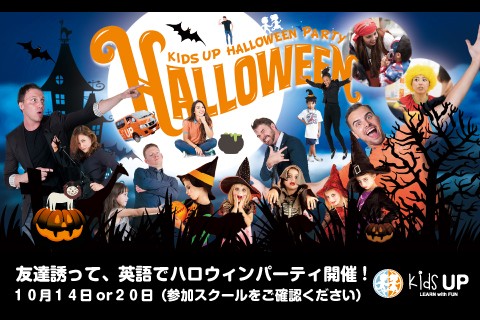 KIDS UP HALLOWEEN PARTY
HALLOWEEN
友達誘って、英語でハロウィンパーティ開催！
１０月１４日or２０日（参加スクールをご確認ください）
Kids UP
LEARN with FUN